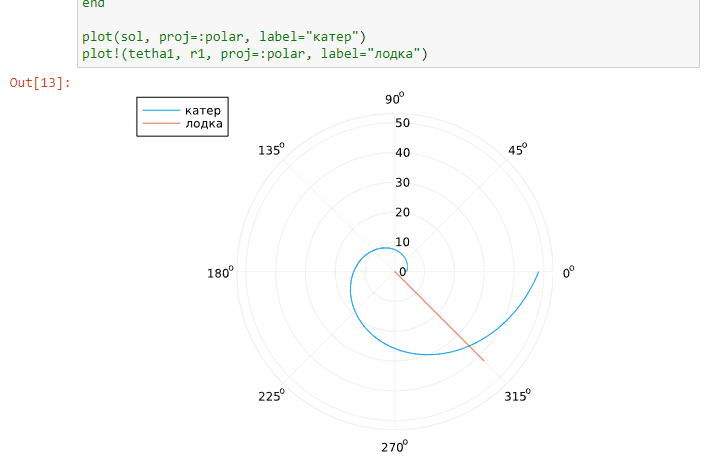 end
plot(sol, proj=:polar, label="катер")
plot!(tetha1, r1, proj=:polar, label="лодка")
Out[13]:
катер
лодка
90°
135°
45°
50
40
30
20
10
180°
0
0°
225°
315°
270°